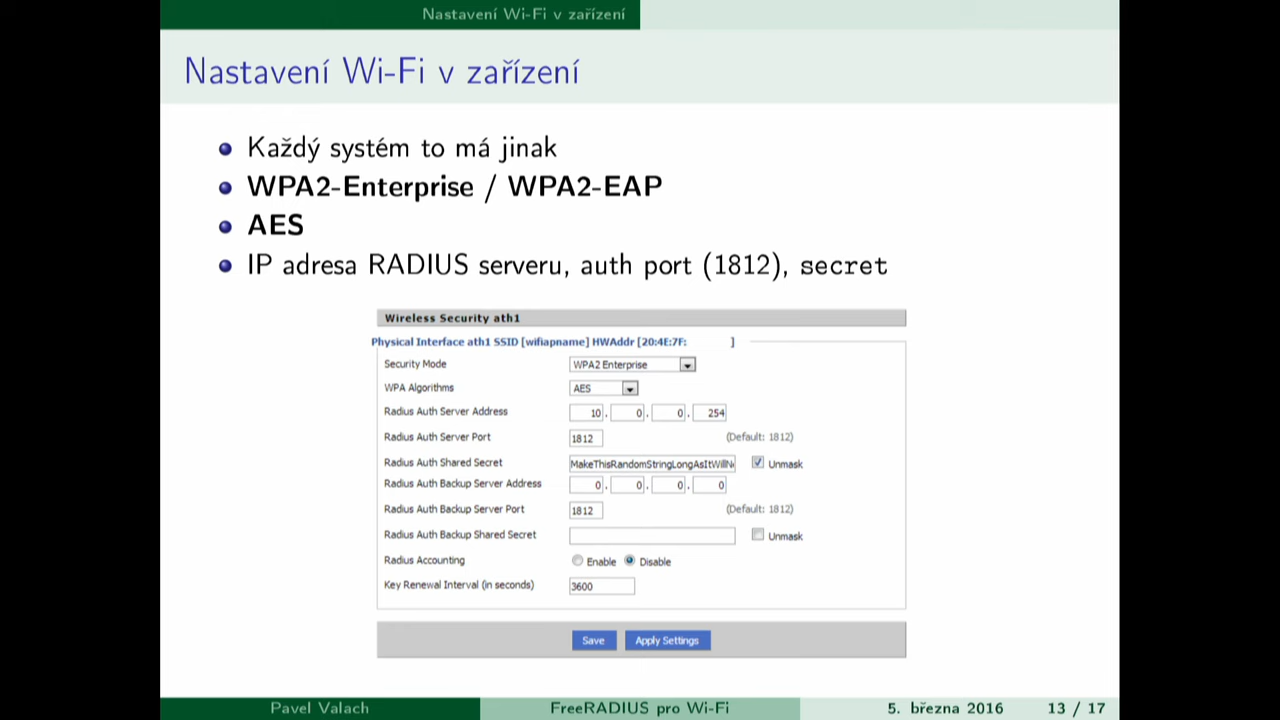 Nastavení Wi-Fi v zařízení
Nastavení Wi-Fi v zařízení
Každý systém to má jinak
WPA2-Enterprise / WPA2-EAP
AES
IP adresa RADIUS serveru, auth port (1812), secret
Wireless Security ath1
Physical Interface ath1 SSID [wifiapname] HWAddr [20:4E:7F: ]
Security Mode WPA2 Enterprise
WPA Algorithms AES
Radius Auth Server Address 10. 0. 0. 254
Radius Auth Server Port 1812 (Default: 1812)
Radius Auth Shared Secret MakeThisRandomStringLongAsItWillN Unmask
Radius Auth Backup Server Address 0. 0. 0. 0
Radius Auth Backup Server Port 1812 (Default: 1812)
Radius Auth Backup Shared Secret Unmask
Radius Accounting Enable Disable
Key Renewal Interval (in seconds) 3600
Save Apply Settings
Pavel Valach FreeRADIUS pro Wi-Fi 5. března 2016 13 / 17